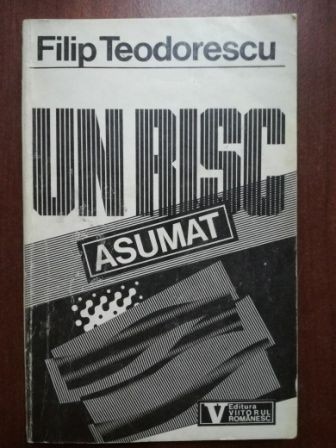 Filip Teodorescu
UN RISC
ASUMAT
V
Editura
VIITORUL
ROMÂNESC